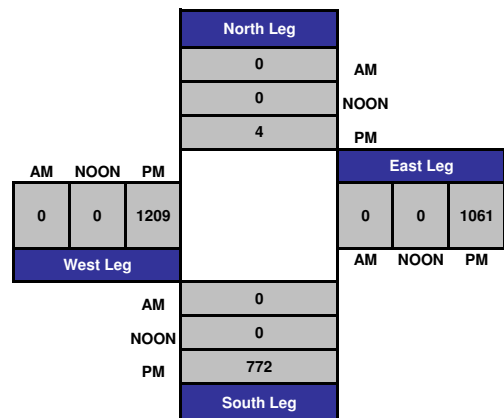 North Leg
0 AM
0 NOON
4 PM
AM NOON PM
East Leg
0 0 1209
0 0 1061
West Leg
AM NOON PM
AM 0
NOON 0
PM 772
South Leg